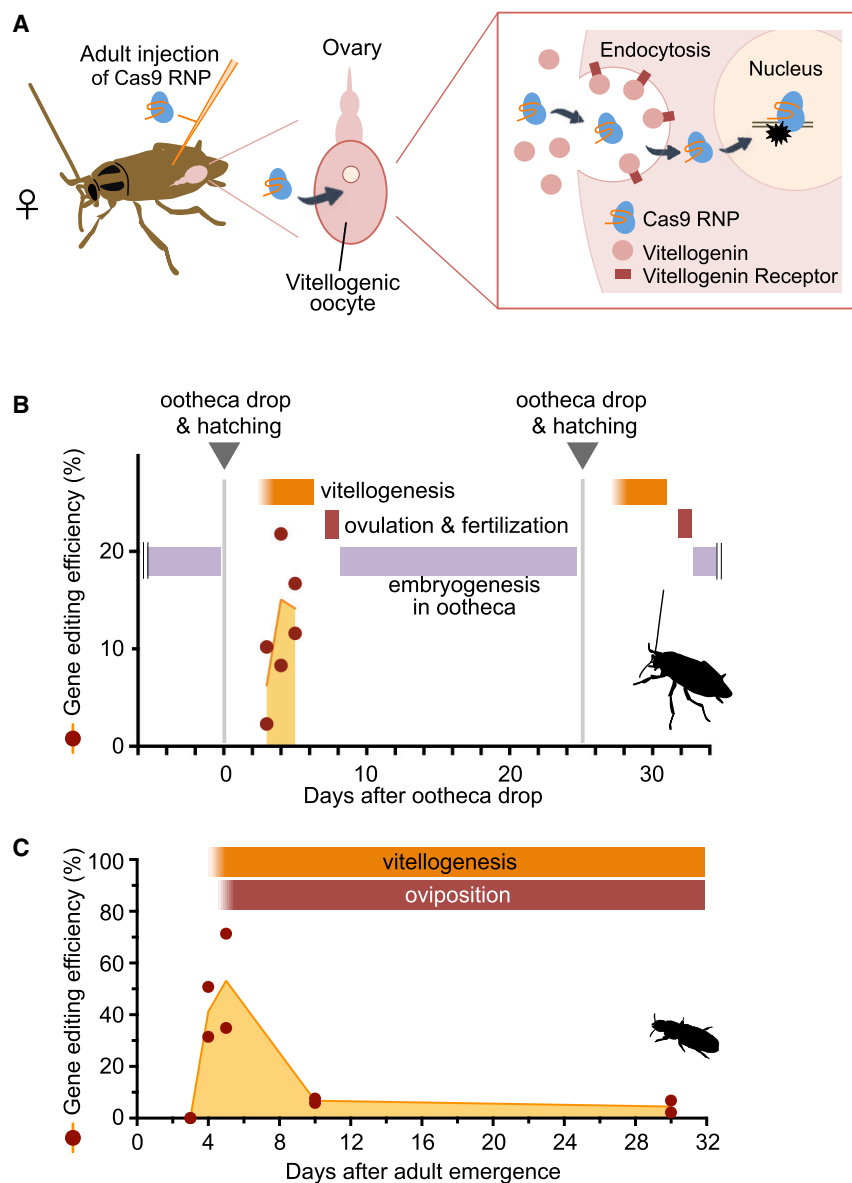 A
Adult injection
of Cas9 RNP
♀
Ovary
Vitellogenic
oocyte
Endocytosis
Nucleus
Cas9 RNP
Vitellogenin
Vitellogenin Receptor
B
ootheca drop
& hatching
ootheca drop
& hatching
Gene editing efficiency (%)
vitellogenesis
ovulation & fertilization
embryogenesis
in ootheca
20
10
0
0 10 20 30
Days after ootheca drop
C
Gene editing efficiency (%)
vitellogenesis
oviposition
100
80
60
40
20
0
0 4 8 12 16 20 24 28 32
Days after adult emergence